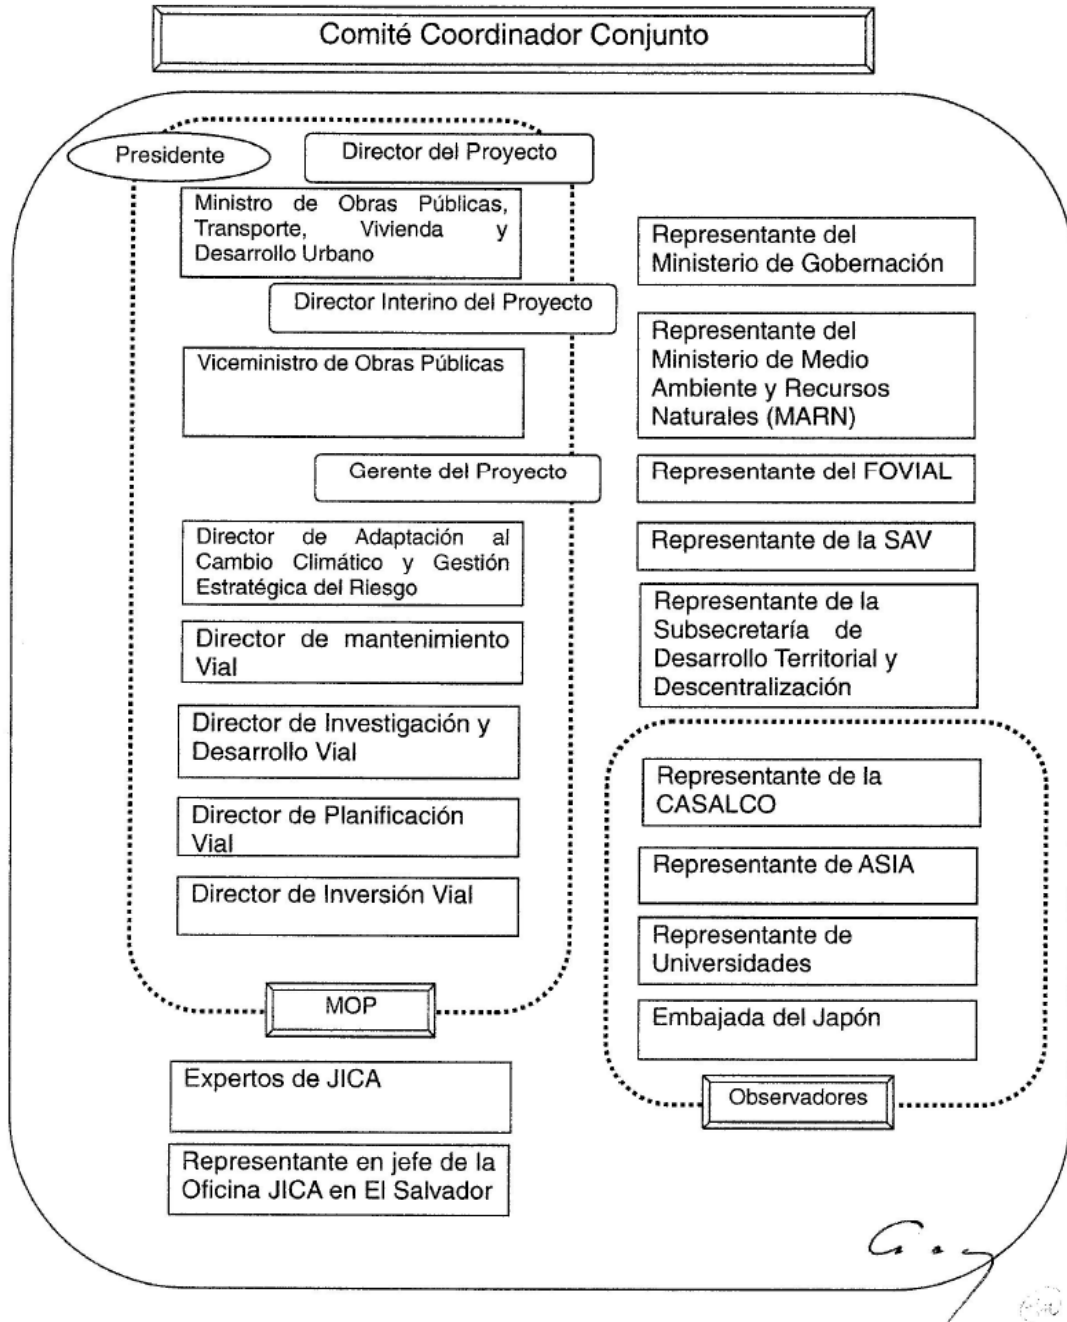 Comité Coordinador Conjunto
Presidente
Director del Proyecto
Ministro de Obras Públicas,
Transporte, Vivienda y
Desarrollo Urbano
Director Interino del Proyecto
Viceministro de Obras Públicas
Gerente del Proyecto
Director de Adaptación al
Cambio Climático y Gestión
Estratégica del Riesgo
Director de mantenimiento
Vial
Director de Investigación y
Desarrollo Vial
Director de Planificación
Vial
Director de Inversión Vial
MOP
Expertos de JICA
Representante en jefe de la
Oficina JICA en El Salvador
Representante del
Ministerio de Gobernación
Representante del
Ministerio de Medio
Ambiente y Recursos
Naturales (MARN)
Representante del FOVIAL
Representante de la SAV
Representante de la
Subsecretaría de
Desarrollo Territorial y
Descentralización
Representante de la
CASALCO
Representante de ASIA
Representante de
Universidades
Embajada del Japón
Observadores